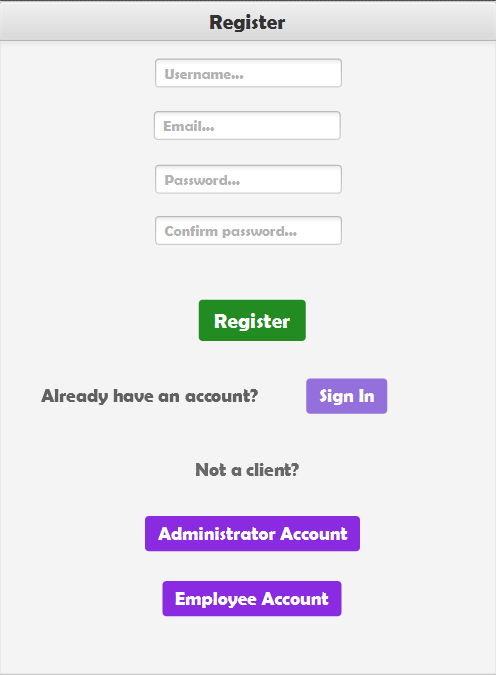 Register
Username...
Email...
Password...
Confirm password...
Register
Already have an account? Sign In
Not a client?
Administrator Account
Employee Account